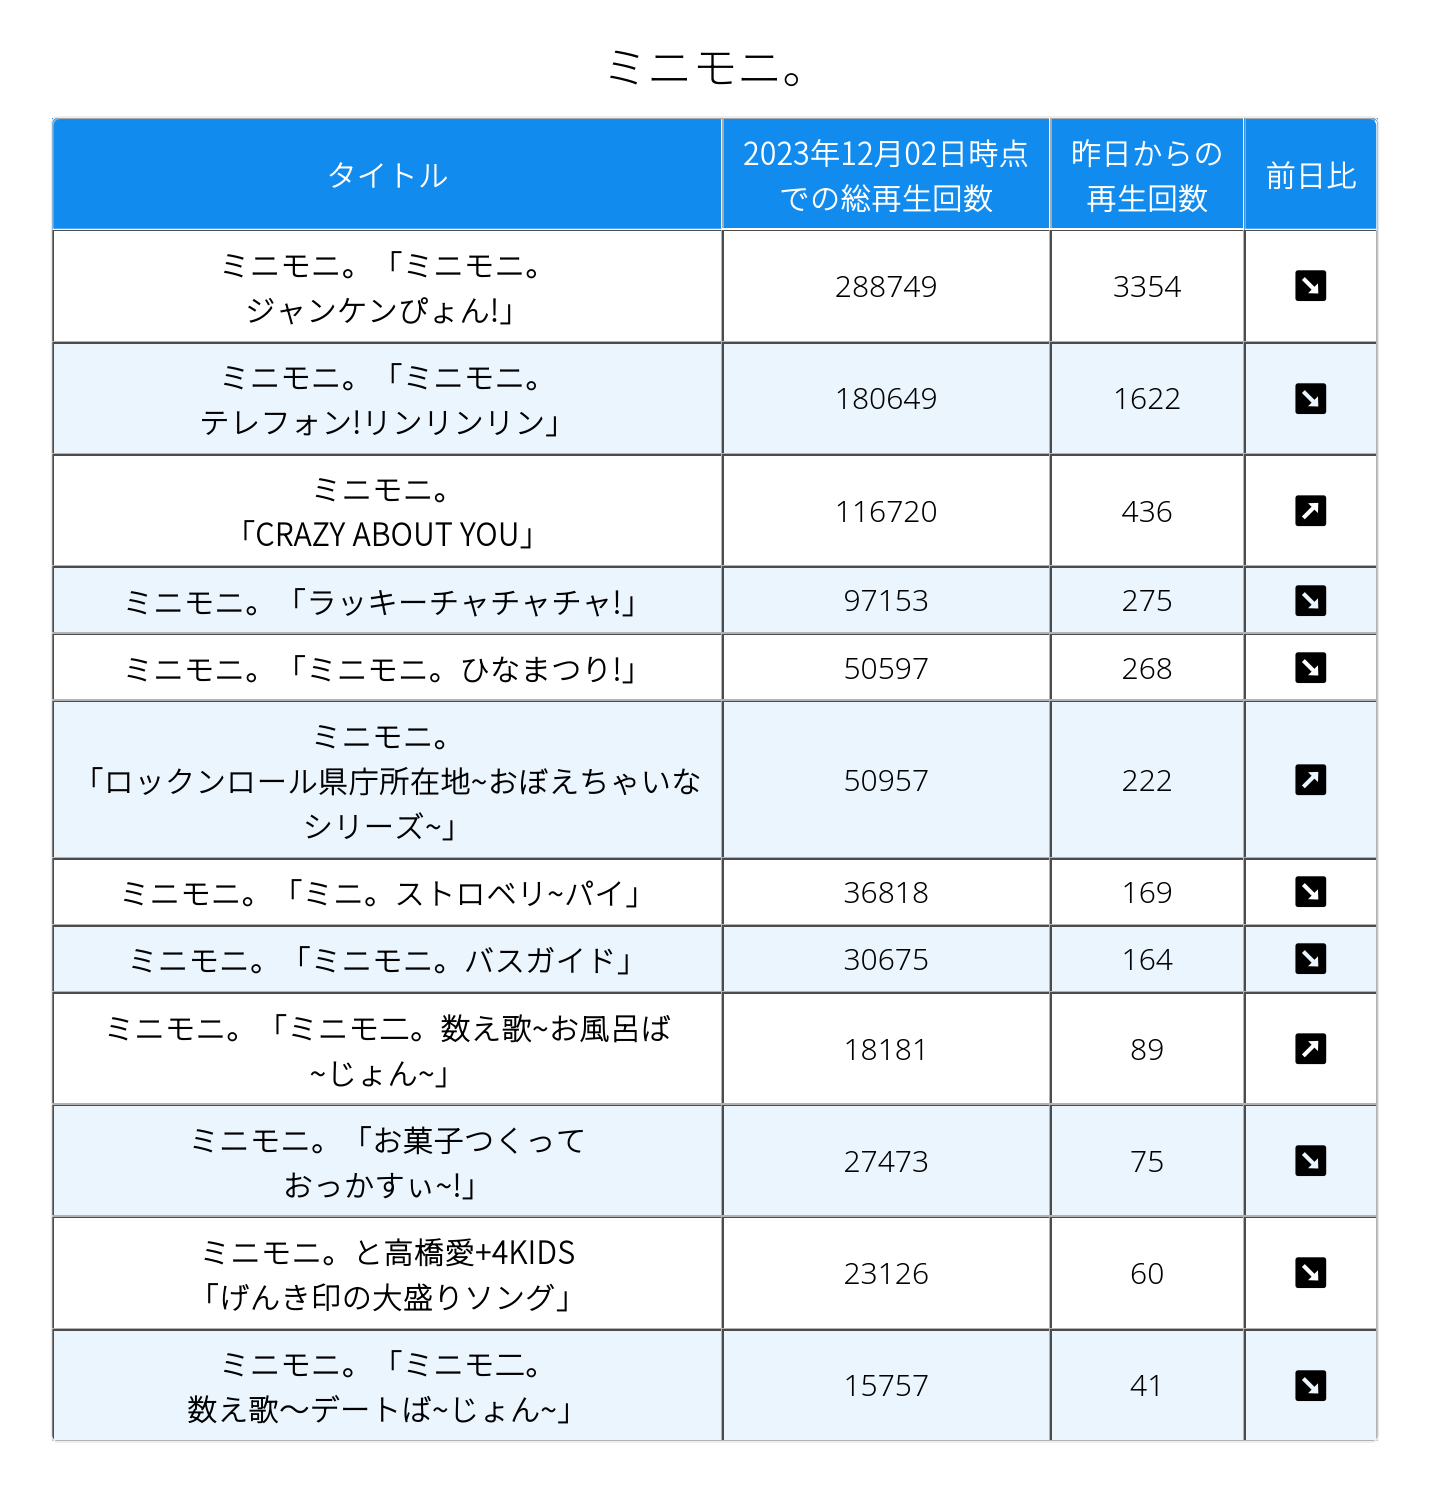 ミニモニ。
タイトル
2023年12月02日時点
での総再生回数
昨日からの
再生回数
前日比
ミニモニ。「ミニモニ。
ジャンケンぴょん!」
288749
3354
ミニモニ。「ミニモニ。
テレフォン!リンリンリン」
180649
1622
ミニモニ。
「CRAZY ABOUT YOU」
116720
436
ミニモニ。「ラッキーチャチャチャ!」
97153
275
ミニモニ。「ミニモニ。ひなまつり!」
50597
268
ミニモニ。
「ロックンロール県庁所在地~おぼえちゃいな
シリーズ~」
50957
222
ミニモニ。「ミニ。ストロベリ~パイ」
36818
169
ミニモニ。「ミニモニ。バスガイド」
30675
164
ミニモニ。「ミニモ二。数え歌~お風呂ば
~じょん~」
18181
89
ミニモニ。「お菓子つくって
おっかすぃ~!」
27473
75
ミニモニ。と高橋愛+4KIDS
「げんき印の大盛りソング」
23126
60
ミニモニ。「ミニモ二。
数え歌〜デートば~じょん~」
15757
41